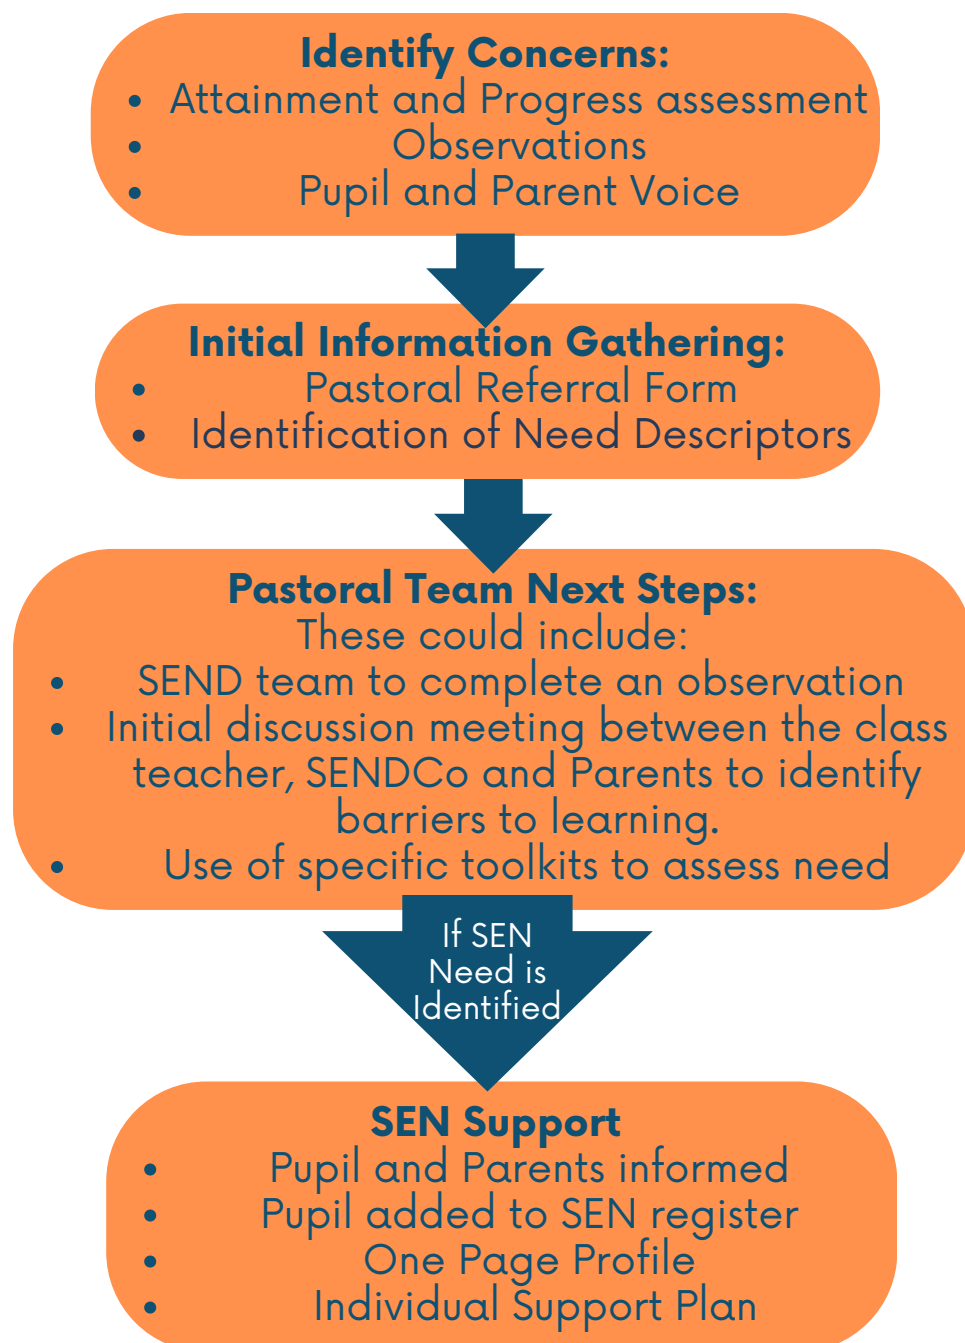 Identify Concerns:
• Attainment and Progress assessment
• Observations
• Pupil and Parent Voice
Initial Information Gathering:
• Pastoral Referral Form
• Identification of Need Descriptors
Pastoral Team Next Steps:
These could include:
• SEND team to complete an observation
• Initial discussion meeting between the class
teacher, SENDCo and Parents to identify
barriers to learning.
• Use of specific toolkits to assess need
If SEN
Need is
Identified
SEN Support
• Pupil and Parents informed
• Pupil added to SEN register
• One Page Profile
• Individual Support Plan